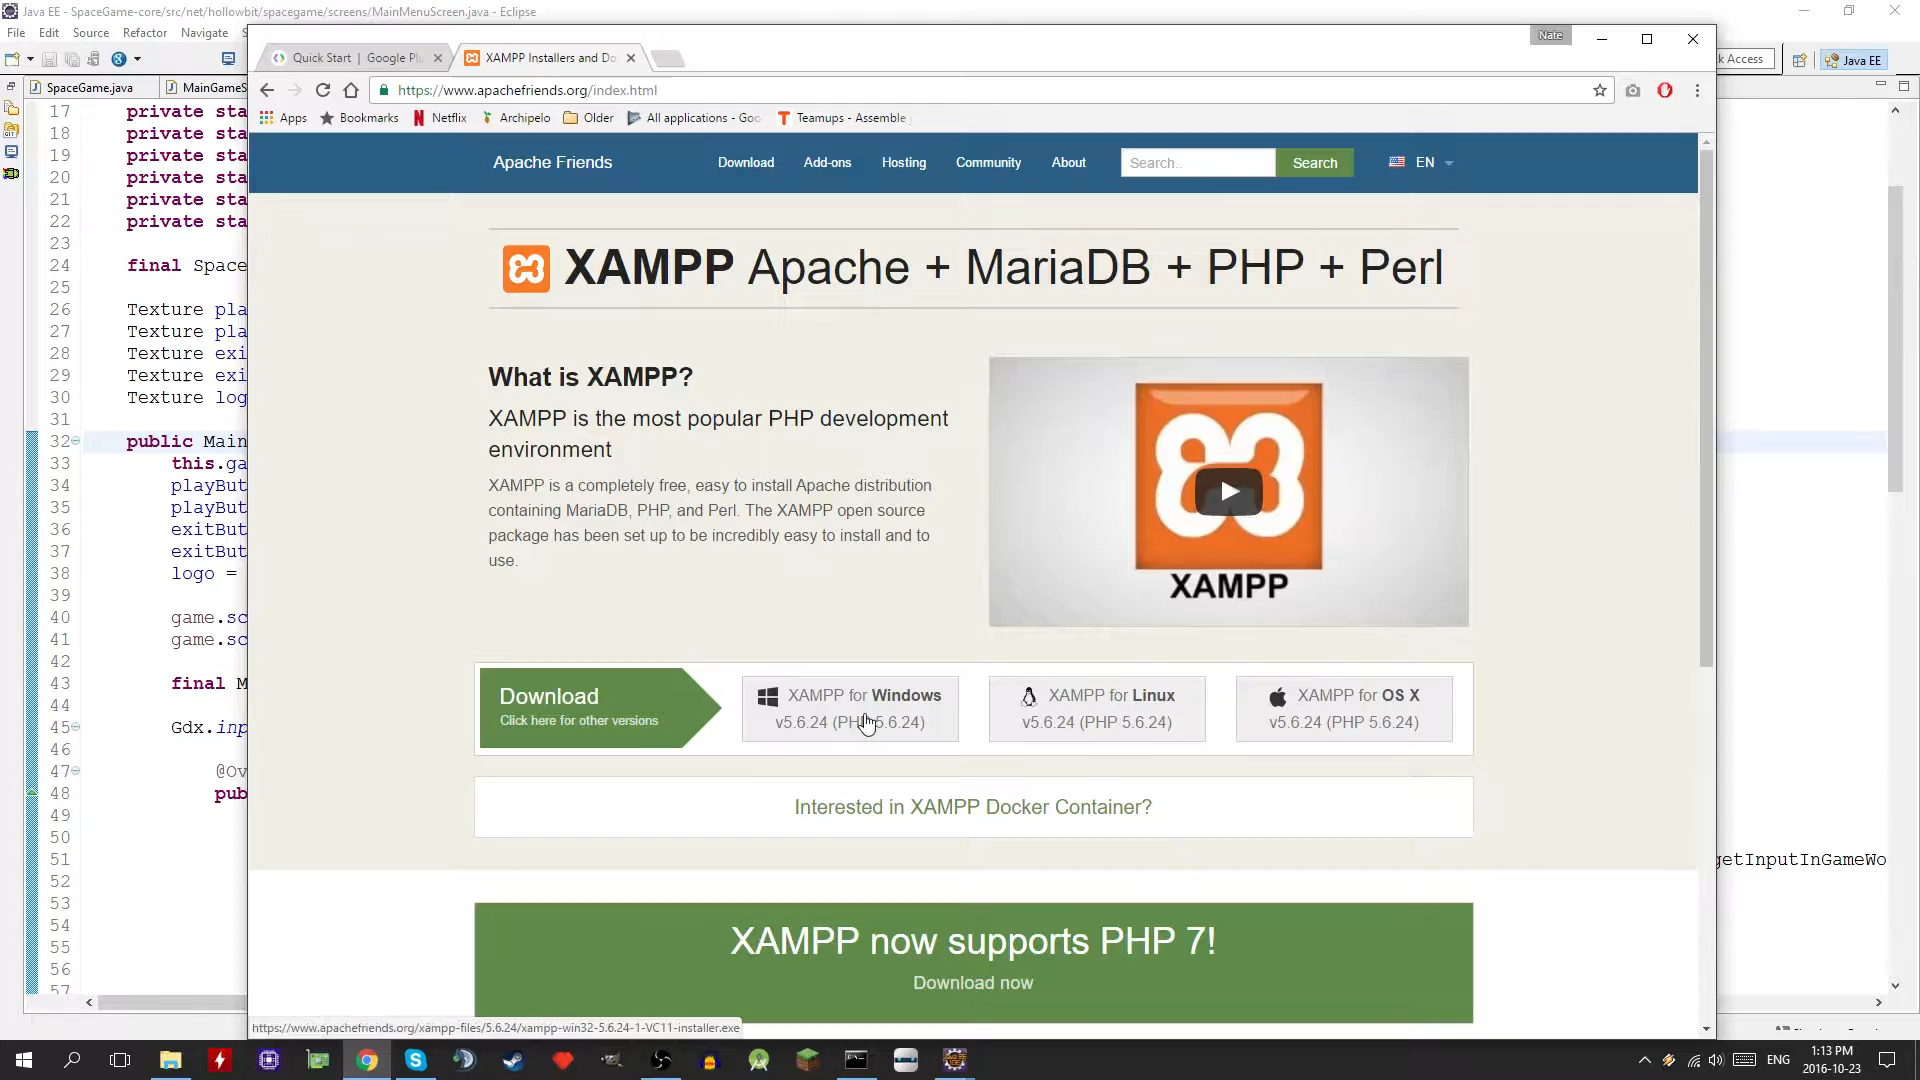 Java EE - SpaceGame-core/src/net/hollowbit/spacegame/screens/MainMenuScreen.java - Eclipse
File Edit Source Refactor Navigate
Nate
Quick Start | Google Pl
XAMPP Installers and Do
https://www.apachefriends.org/index.html
k Access
Java EE
SpaceGame.java
MainGameS
Apps
Bookmarks
Netflix
Archipelo
Older
All applications - Goo
Teamups - Assemble
Apache Friends
Download
Add-ons
Hosting
Community
About
Search..
Search
EN
17 private sta
18 private sta
19 private sta
20 private sta
21 private sta
22 private sta
23
24 final Space
25
26 Texture pla
27 Texture pla
28 Texture exi
29 Texture exi
30 Texture log
31
32 public Main
33 this.ga
34 playBut
35 playBut
36 exitBut
37 exitBut
38 logo =
39
40 game.sc
41 game.sc
42
43 final M
44
45 Gdx.inp
46
47 @Ov
48 pub
49
50
51 getInputInGameWo
52
53
54
55
56
57
XAMPP Apache + MariaDB + PHP + Perl
What is XAMPP?
XAMPP is the most popular PHP development
environment
XAMPP is a completely free, easy to install Apache distribution
containing MariaDB, PHP, and Perl. The XAMPP open source
package has been set up to be incredibly easy to install and to
use.
XAMPP
Download
Click here for other versions
XAMPP for Windows
v5.6.24 (PHP 5.6.24)
XAMPP for Linux
v5.6.24 (PHP 5.6.24)
XAMPP for OS X
v5.6.24 (PHP 5.6.24)
Interested in XAMPP Docker Container?
XAMPP now supports PHP 7!
Download now
https://www.apachefriends.org/xampp-files/5.6.24/xampp-win32-5.6.24-1-VC11-installer.exe
ENG
1:13 PM
2016-10-23